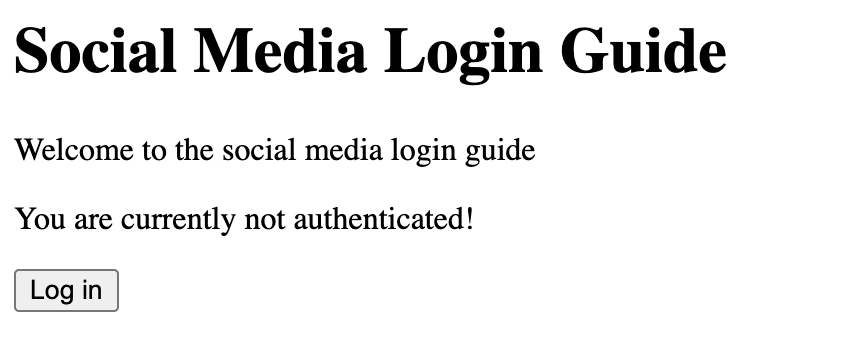 Social Media Login Guide
Welcome to the social media login guide
You are currently not authenticated!
Log in